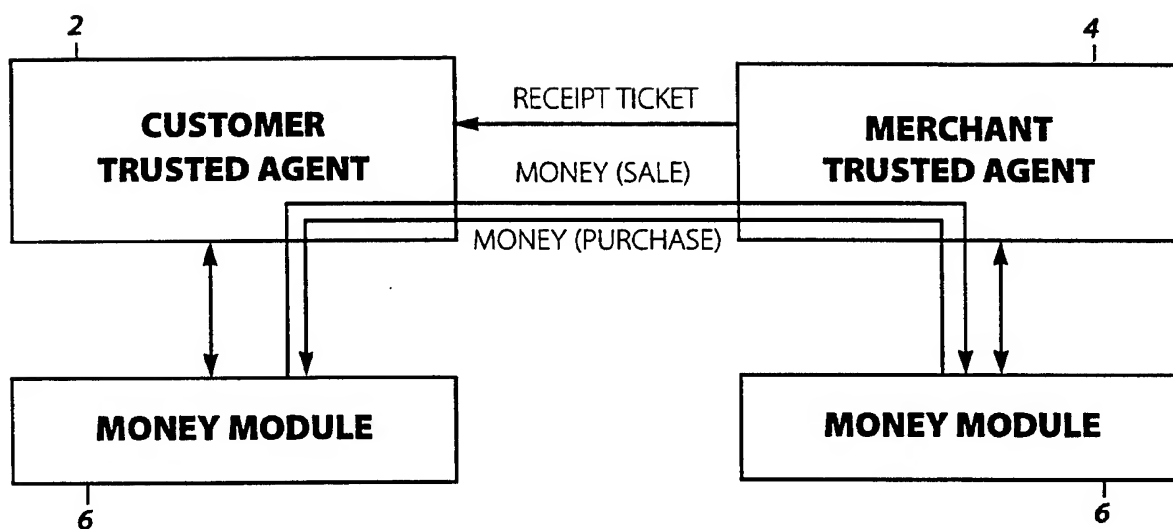 2
4
CUSTOMER
TRUSTED AGENT
RECEIPT TICKET
MERCHANT
TRUSTED AGENT
MONEY (SALE)
MONEY (PURCHASE)
MONEY MODULE
MONEY MODULE
6
6